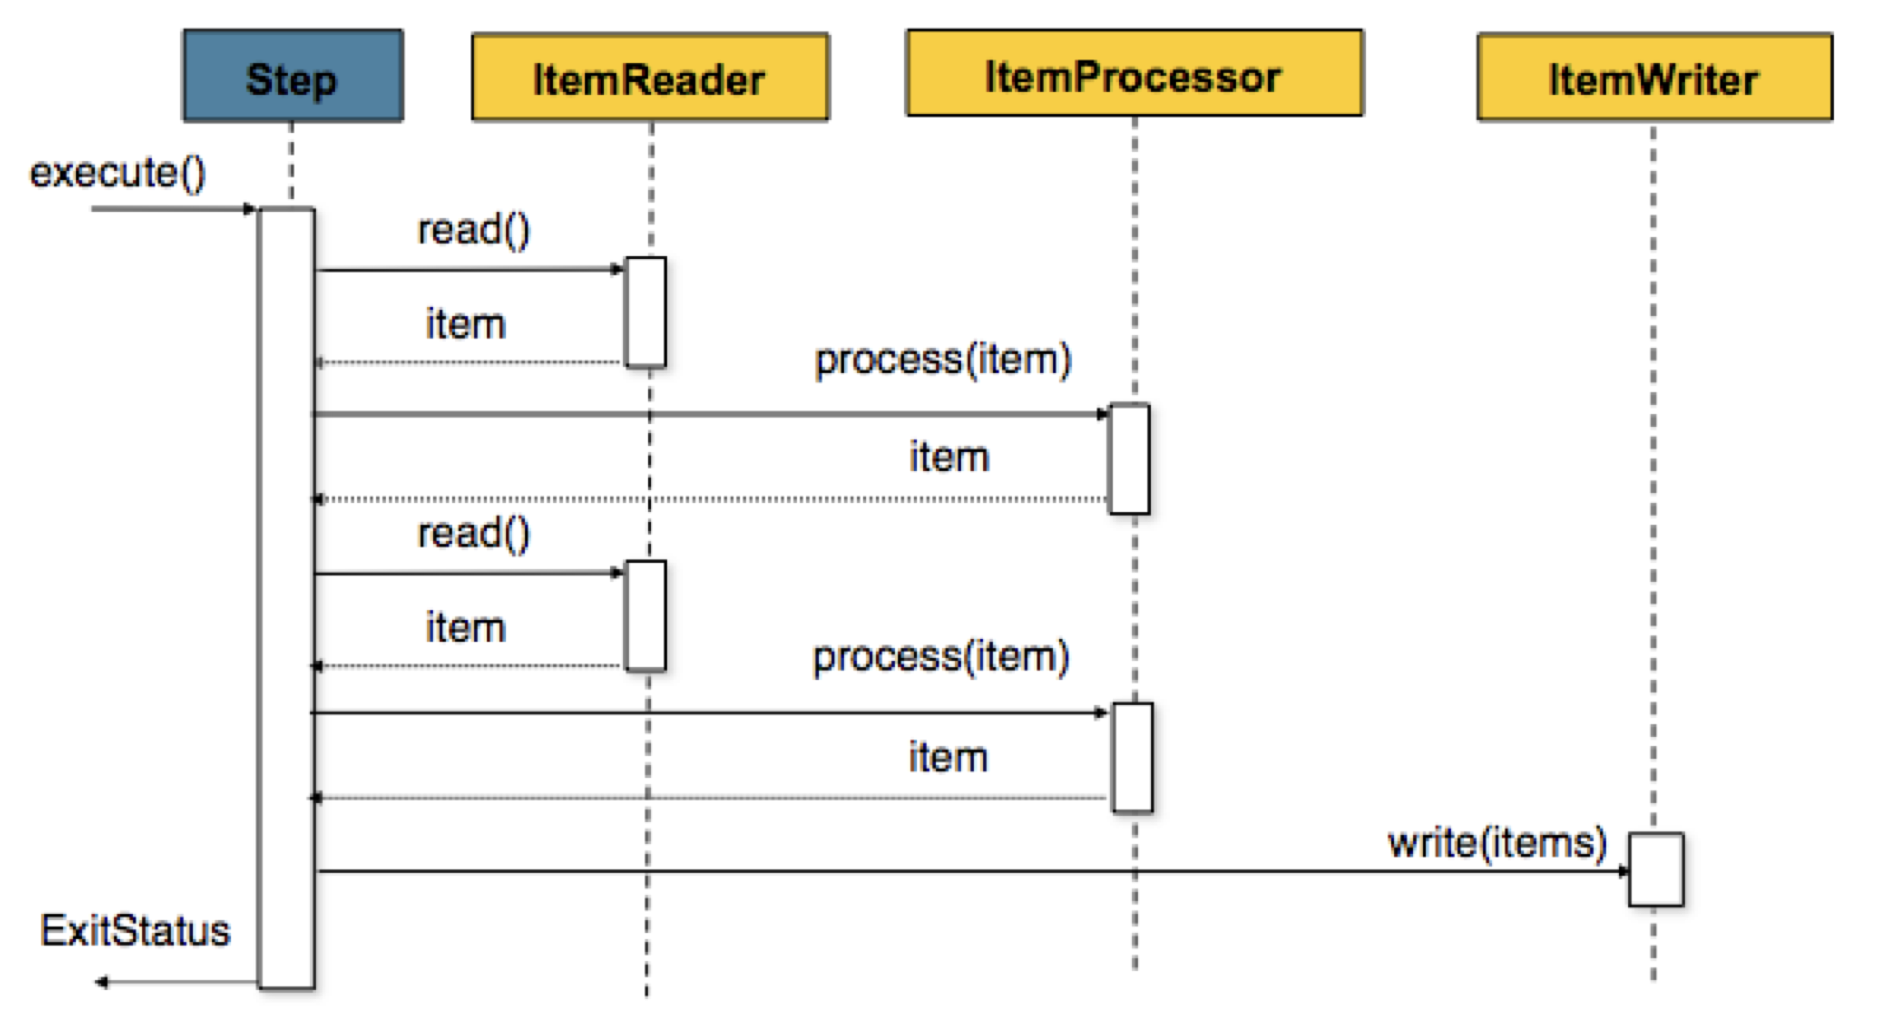 Step
ItemReader
ItemProcessor
ItemWriter
execute()
read()
item
process(item)
item
read()
item
process(item)
item
write(items)
ExitStatus